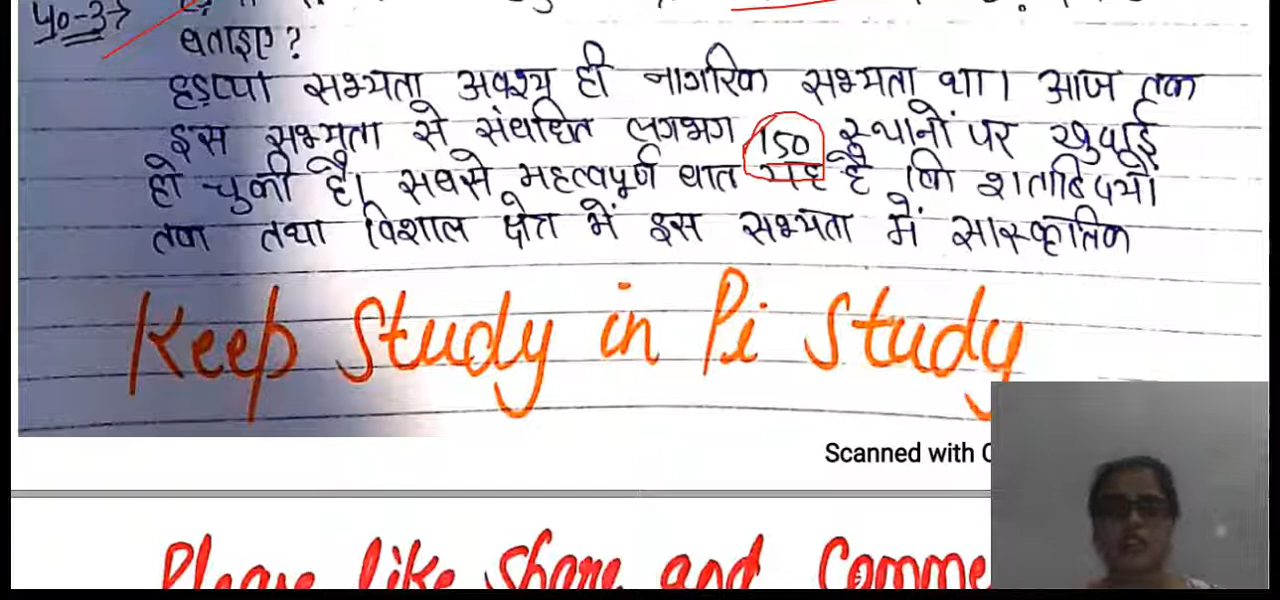 प्र०-3→
बताइए?
हड़प्पा सभ्यता अवश्य ही नागरिक सभ्यता था। आज तक
इस सभ्यता से संबंधित लगभग 150 स्थानों पर खुदाई
हो चुकी है। सबसे महत्वपूर्ण बात यह है कि शताब्दियों
तक तथा विशाल क्षेत्र में इस सभ्यता में सांस्कृतिक
Keep Study in Pi Study
Scanned with
Please like share and